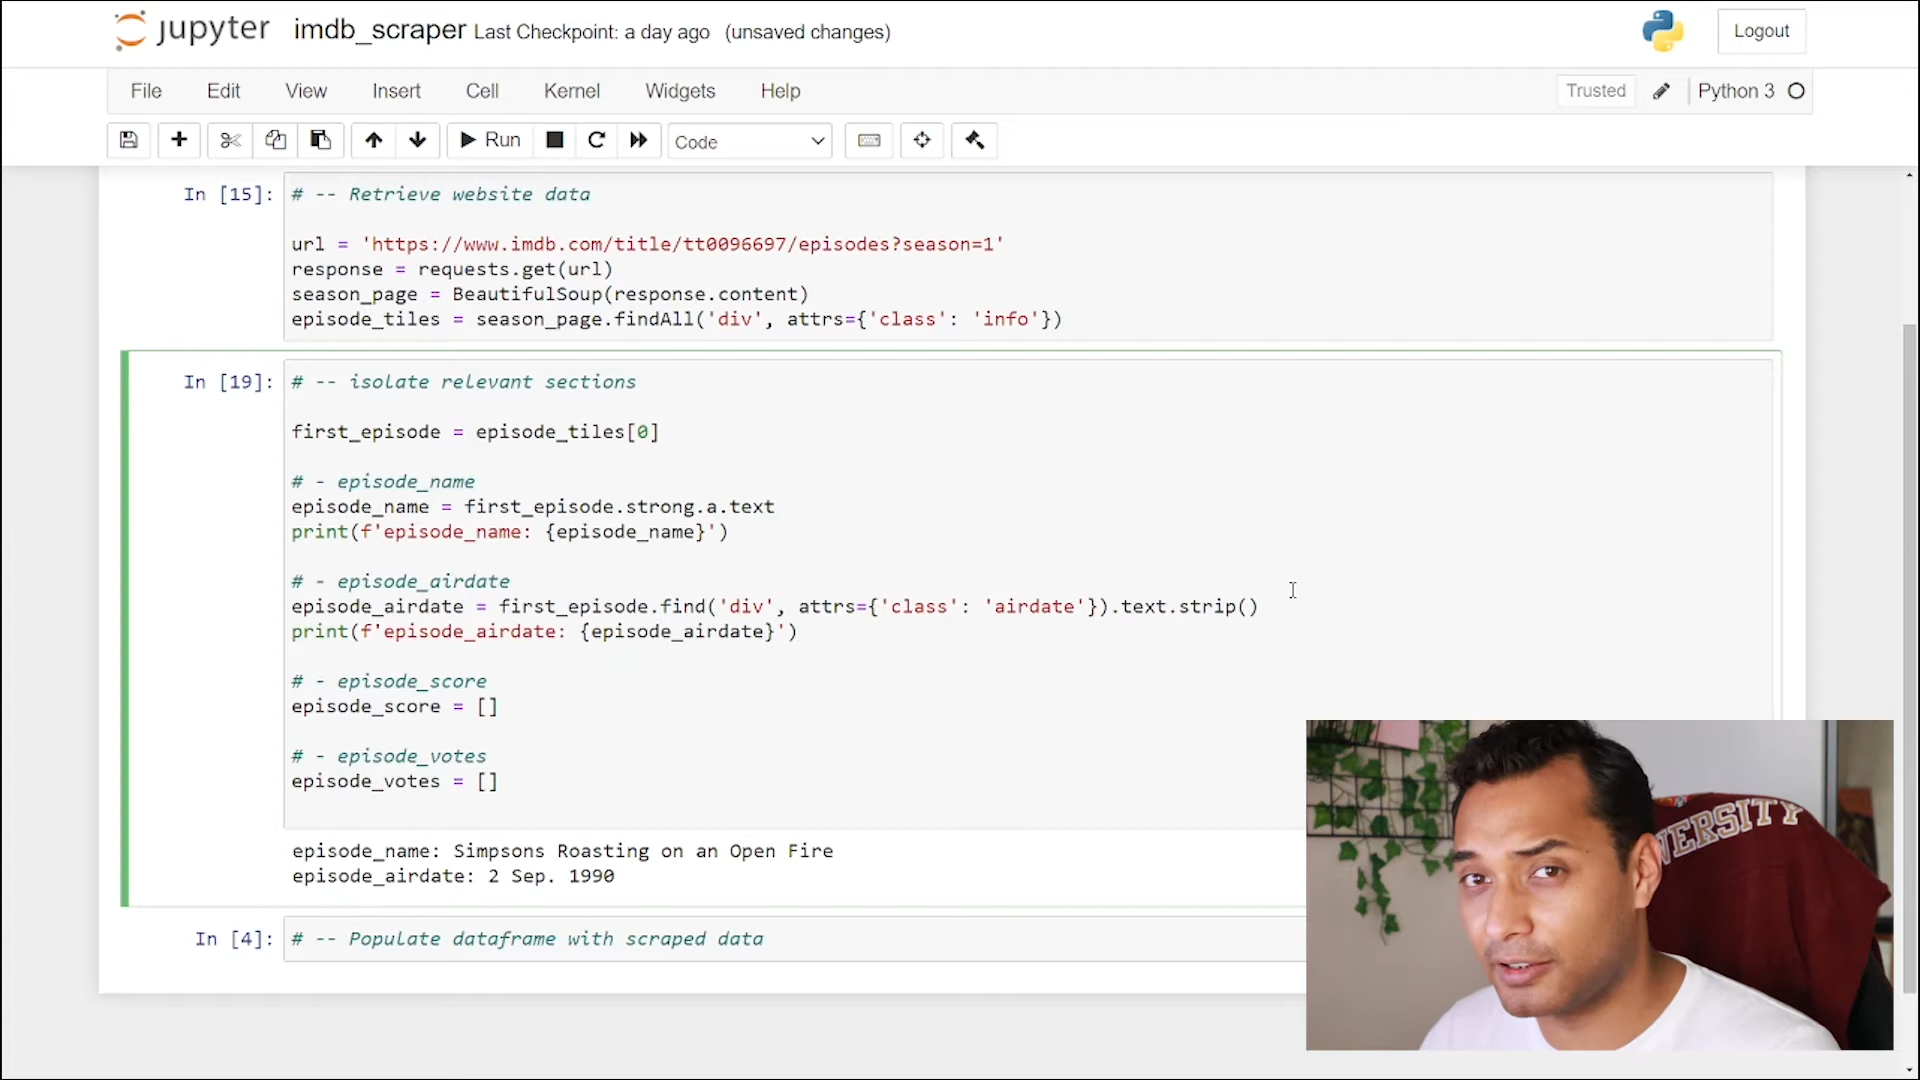 jupyter imdb_scraper Last Checkpoint: a day ago (unsaved changes)
Logout
File Edit View Insert Cell Kernel Widgets Help
Trusted Python 3
Run Code
In [15]: # -- Retrieve website data
url = 'https://www.imdb.com/title/tt0096697/episodes?season=1'
response = requests.get(url)
season_page = BeautifulSoup(response.content)
episode_tiles = season_page.findAll('div', attrs={'class': 'info'})
In [19]: # -- isolate relevant sections
first_episode = episode_tiles[0]
# - episode_name
episode_name = first_episode.strong.a.text
print(f'episode_name: {episode_name}')
# - episode_airdate
episode_airdate = first_episode.find('div', attrs={'class': 'airdate'}).text.strip()
print(f'episode_airdate: {episode_airdate}')
# - episode_score
episode_score = []
# - episode_votes
episode_votes = []
episode_name: Simpsons Roasting on an Open Fire
episode_airdate: 2 Sep. 1990
In [4]: # -- Populate dataframe with scraped data
VERSITY